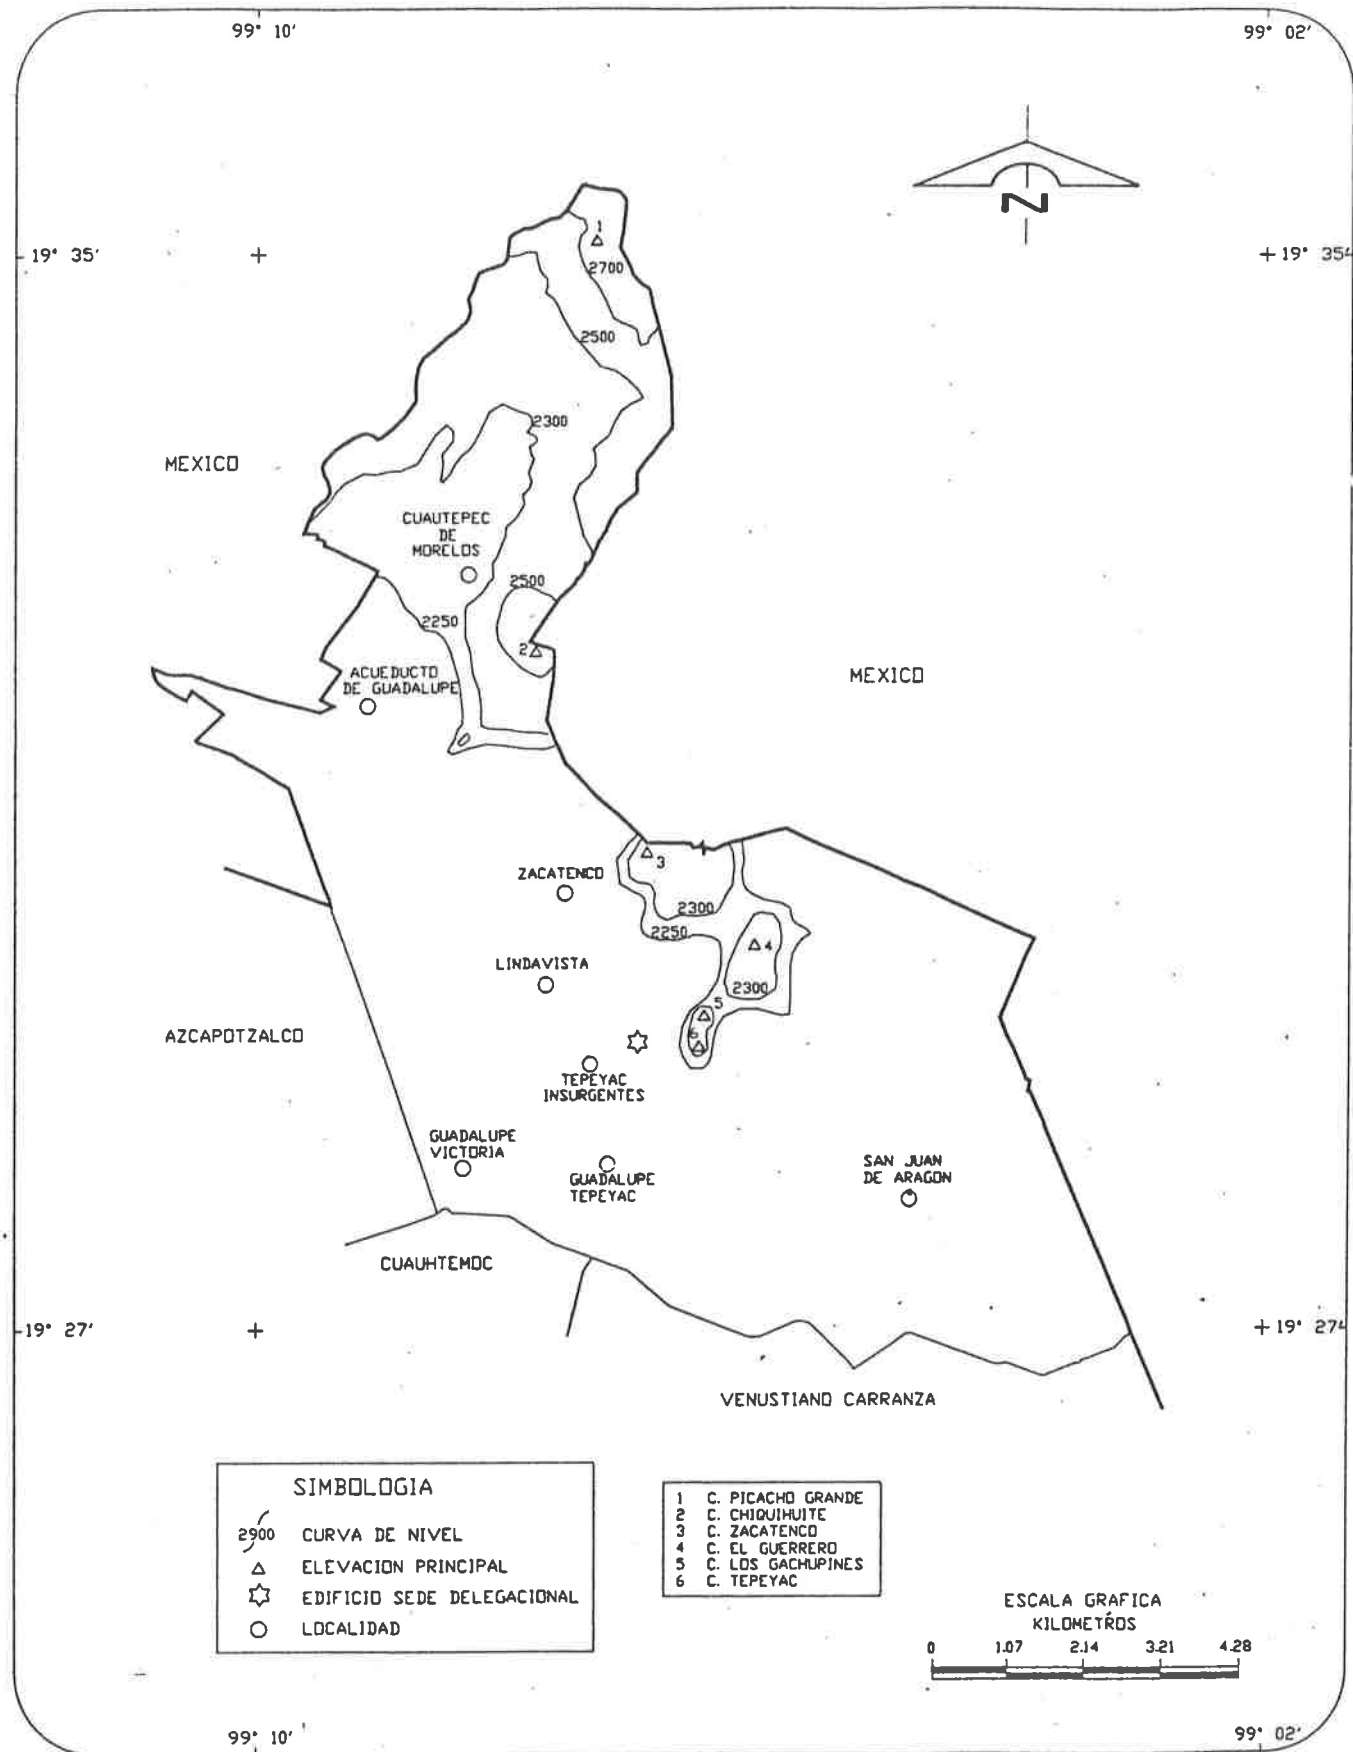 99° 10'
99° 02'
N
19° 35'
19° 35'
1
2700
2500
2300
MEXICO
CUAUTEPEC
DE
MORELOS
2500
2250
2
ACUEDUCTO
DE GUADALUPE
MEXICO
3
ZACATENCO
2300
2250
4
LINDAVISTA
2300
5
AZCAPOTZALCO
6
TEPEYAC
INSURGENTES
GUADALUPE
VICTORIA
GUADALUPE
TEPEYAC
SAN JUAN
DE ARAGON
CUAUHTEMOC
19° 27'
19° 27'
VENUSTIANO CARRANZA
SIMBOLOGIA
2900 CURVA DE NIVEL
ELEVACION PRINCIPAL
EDIFICIO SEDE DELEGACIONAL
LOCALIDAD
1 C. PICACHO GRANDE
2 C. CHIQUIHUITE
3 C. ZACATENCO
4 C. EL GUERRERO
5 C. LOS GACHUPINES
6 C. TEPEYAC
ESCALA GRAFICA
KILOMETROS
0 1.07 2.14 3.21 4.28
99° 10'
99° 02'